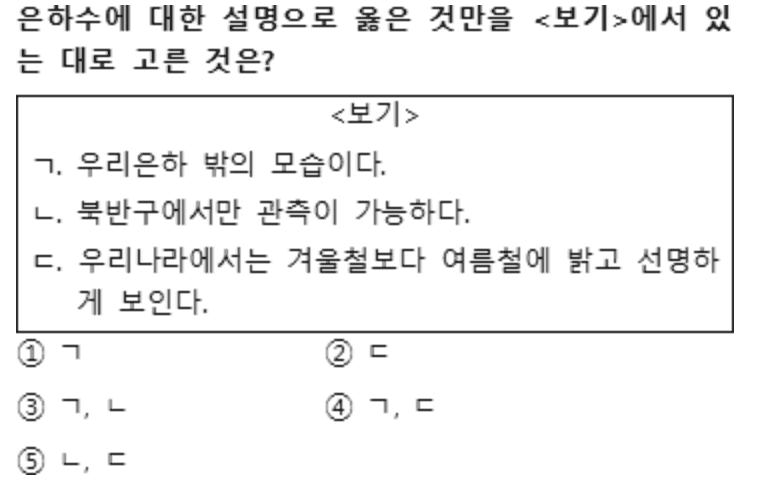 은하수에 대한 설명으로 옳은 것만을 <보기>에서 있
는 대로 고른 것은?
<보기>
ㄱ. 우리은하 밖의 모습이다.
ㄴ. 북반구에서만 관측이 가능하다.
ㄷ. 우리나라에서는 겨울철보다 여름철에 밝고 선명하
게 보인다.
① ㄱ ② ㄷ
③ ㄱ, ㄴ ④ ㄱ, ㄷ
⑤ ㄴ, ㄷ